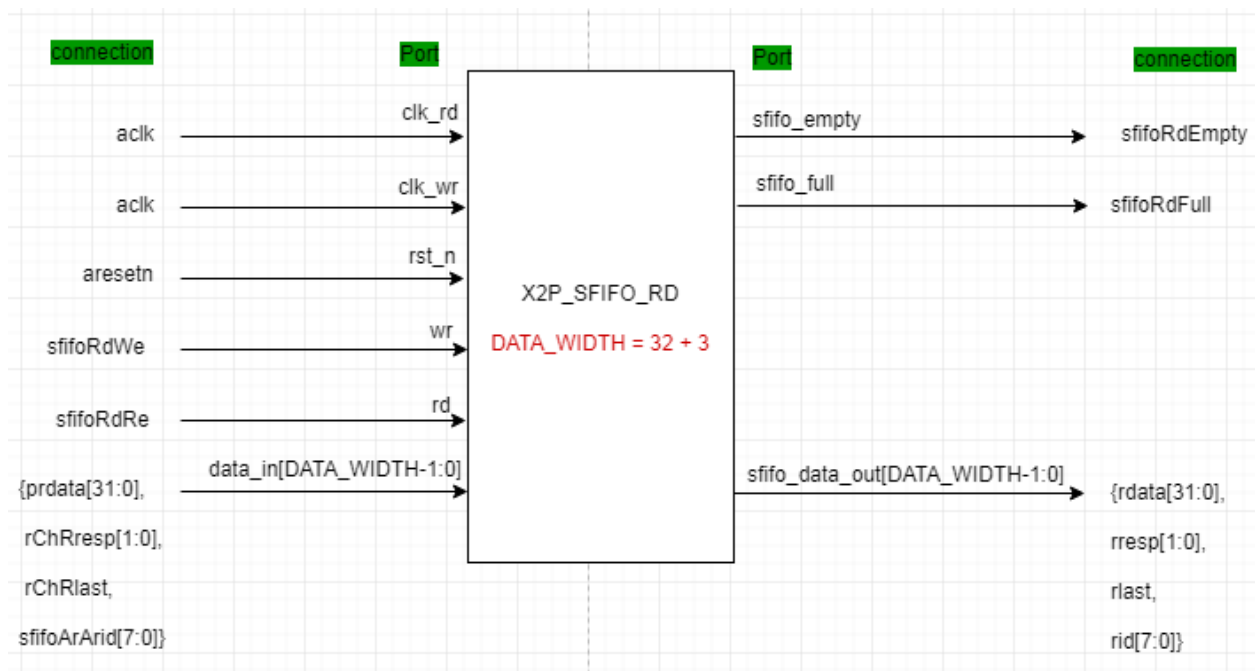 connection
Port
Port
connection
clk_rd
sfifo_empty
aclk
sfifoRdEmpty
clk_wr
sfifo_full
aclk
sfifoRdFull
rst_n
aresetn
X2P_SFIFO_RD
wr
DATA_WIDTH = 32 + 3
sfifoRdWe
rd
sfifoRdRe
data_in[DATA_WIDTH-1:0]
sfifo_data_out[DATA_WIDTH-1:0]
{prdata[31:0],
rChRresp[1:0],
rChRlast,
sfifoArArid[7:0]}
{rdata[31:0],
rresp[1:0],
rlast,
rid[7:0]}